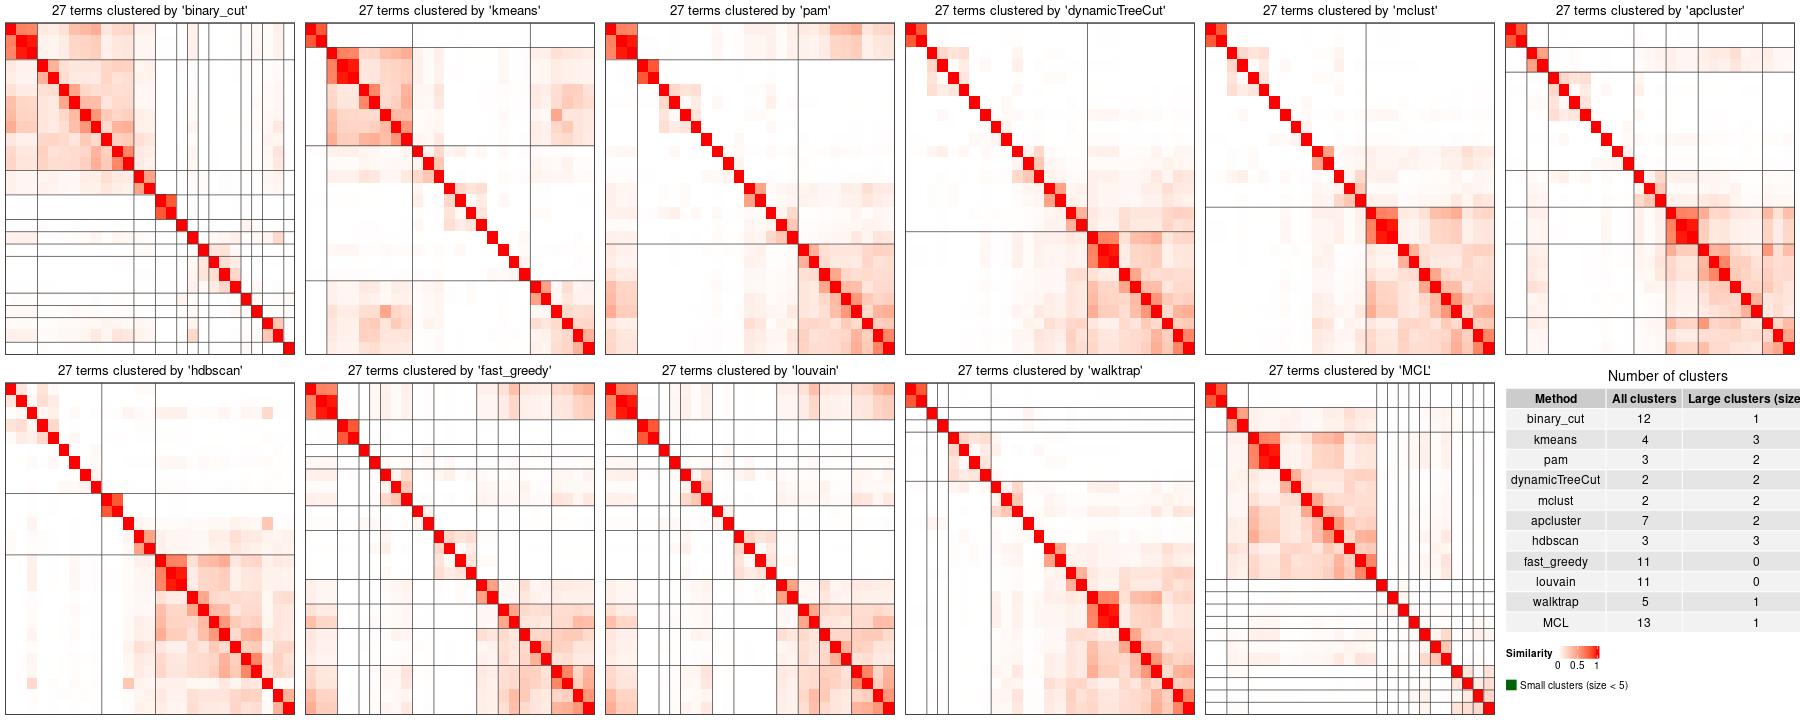 27 terms clustered by 'binary_cut'
27 terms clustered by 'kmeans'
27 terms clustered by 'pam'
27 terms clustered by 'dynamicTreeCut'
27 terms clustered by 'mclust'
27 terms clustered by 'apcluster'
27 terms clustered by 'hdbscan'
27 terms clustered by 'fast_greedy'
27 terms clustered by 'louvain'
27 terms clustered by 'walktrap'
27 terms clustered by 'MCL'
Number of clusters
Method All clusters Large clusters (size
binary_cut 12 1
kmeans 4 3
pam 3 2
dynamicTreeCut 2 2
mclust 2 2
apcluster 7 2
hdbscan 3 3
fast_greedy 11 0
louvain 11 0
walktrap 5 1
MCL 13 1
Similarity
0 0.5 1
Small clusters (size < 5)